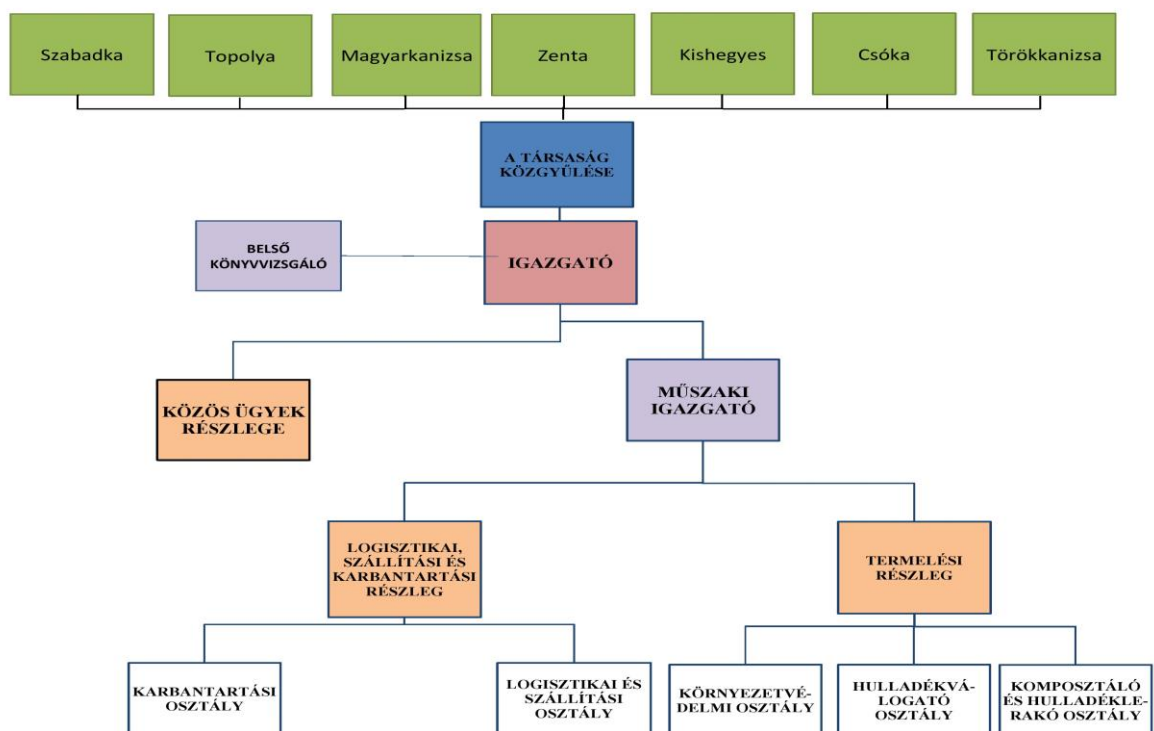 Szabadka
Topolya
Magyarkanizsa
Zenta
Kishegyes
Csóka
Törökkanizsa
A TÁRSASÁG
KÖZGYŰLÉSE
BELSŐ
KÖNYVVIZSGÁLÓ
IGAZGATÓ
KÖZÖS ÜGYEK
RÉSZLEGE
MŰSZAKI
IGAZGATÓ
LOGISZTIKAI,
SZÁLLÍTÁSI ÉS
KARBANTARTÁSI
RÉSZLEG
TERMELÉSI
RÉSZLEG
KARBANTARTÁSI
OSZTÁLY
LOGISZTIKAI ÉS
SZÁLLÍTÁSI
OSZTÁLY
KÖRNYEZETVÉ-
DELMI OSZTÁLY
HULLADÉKVÁ-
LOGATÓ
OSZTÁLY
KOMPOSZTÁLÓ
ÉS HULLADÉKLE-
RAKÓ OSZTÁLY